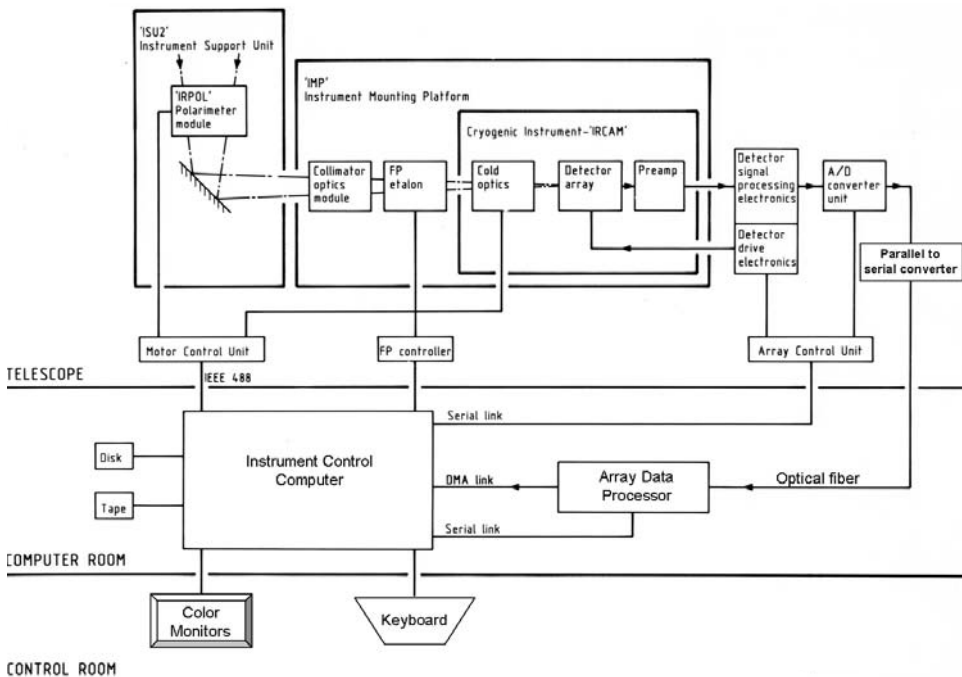 'ISU2'
Instrument Support Unit
'IRPOL'
Polarimeter
module
'IMP'
Instrument Mounting Platform
Cryogenic Instrument-'IRCAM'
Collimator
optics
module
FP
etalon
Cold
optics
Detector
array
Preamp
Detector
signal
processing
electronics
Detector
drive
electronics
A/D
converter
unit
Parallel to
serial converter
Motor Control Unit
FP controller
Array Control Unit
TELESCOPE
IEEE 488
Serial link
Disk
Tape
Instrument Control
Computer
DMA link
Array Data
Processor
Optical fiber
Serial link
COMPUTER ROOM
Color
Monitors
Keyboard
CONTROL ROOM